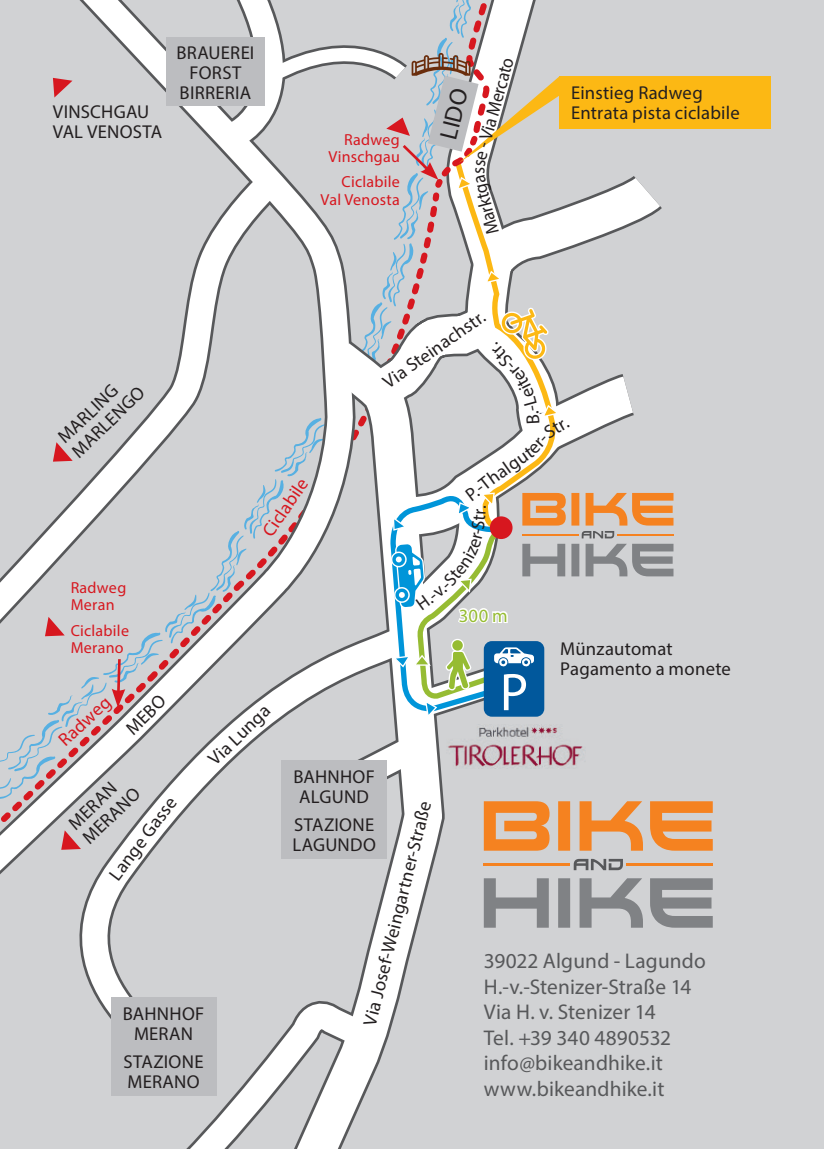 BRAUEREI
FORST
BIRRERIA
VINSCHGAU
VAL VENOSTA
LIDO
Marktgasse - Via Mercato
Einstieg Radweg
Entrata pista ciclabile
Radweg
Vinschgau
Ciclabile
Val Venosta
Via Steinachstr.
B.-Leiter-Str.
MARLING
MARLENGO
P.-Thalguter-Str.
Ciclabile
BIKE
AND
HIKE
H.-v.-Stenizer-Str.
300 m
Radweg
Meran
Ciclabile
Merano
Radweg
MEBO
P
Münzautomat
Pagamento a monete
Parkhotel ****s
TIROLERHOF
Via Lunga
Lange Gasse
MERAN
MERANO
BAHNHOF
ALGUND
STAZIONE
LAGUNDO
Via Josef-Weingartner-Straße
BAHNHOF
MERAN
STAZIONE
MERANO
BIKE
AND
HIKE
39022 Algund - Lagundo
H.-v.-Stenizer-Straße 14
Via H. v. Stenizer 14
Tel. +39 340 4890532
info@bikeandhike.it
www.bikeandhike.it